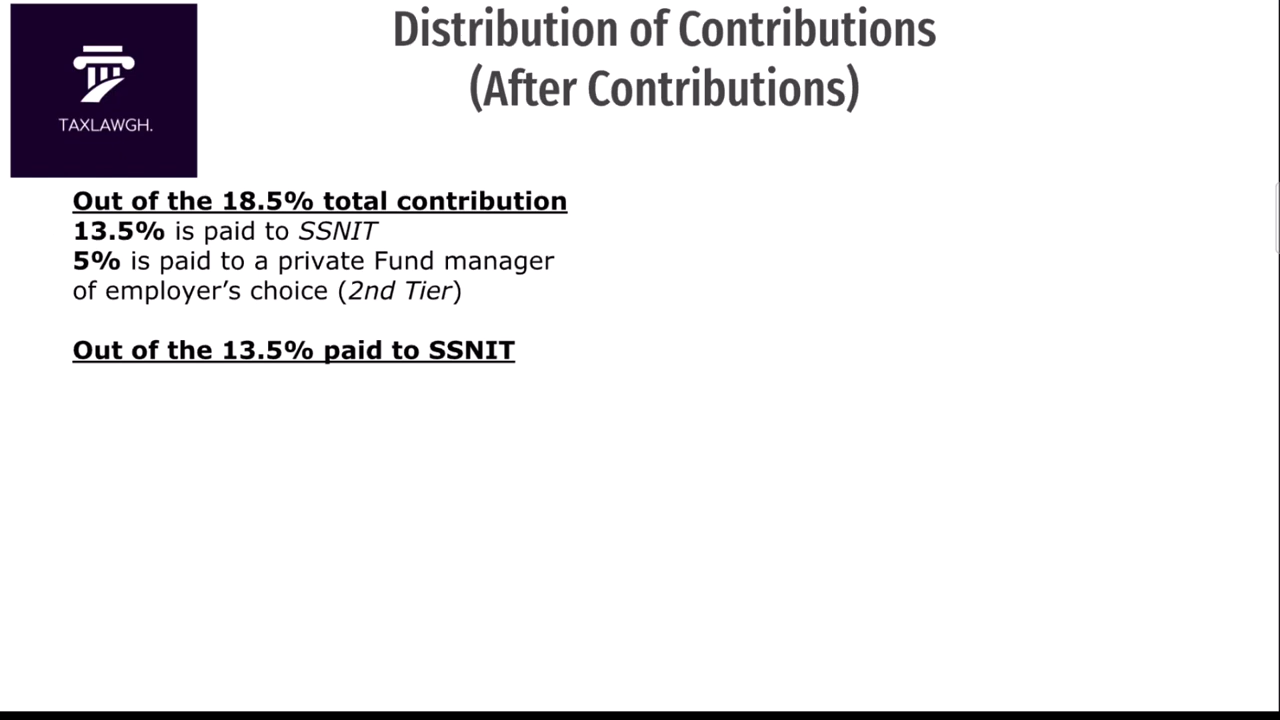 Distribution of Contributions
(After Contributions)
TAXLAWGH.
Out of the 18.5% total contribution
13.5% is paid to SSNIT
5% is paid to a private Fund manager
of employer’s choice (2nd Tier)
Out of the 13.5% paid to SSNIT